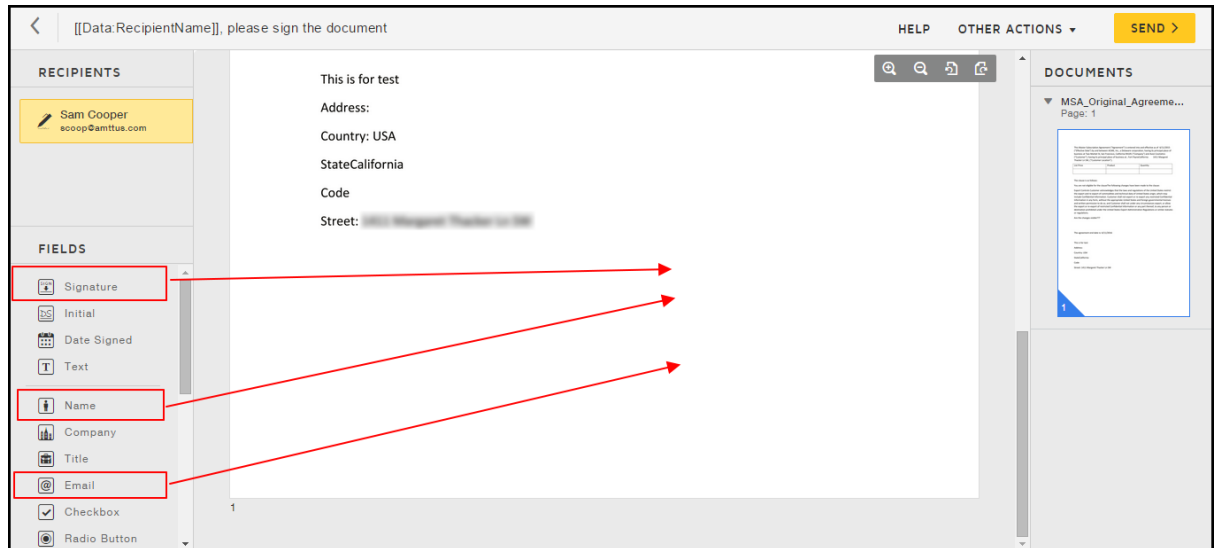 [[Data:RecipientName]], please sign the document
HELP
OTHER ACTIONS
SEND >
RECIPIENTS
Sam Cooper
scoop@amttus.com
FIELDS
Signature
Initial
Date Signed
Text
Name
Company
Title
Email
Checkbox
Radio Button
This is for test
Address:
Country: USA
StateCalifornia
Code
Street:
1
DOCUMENTS
MSA_Original_Agreeme...
Page: 1
1